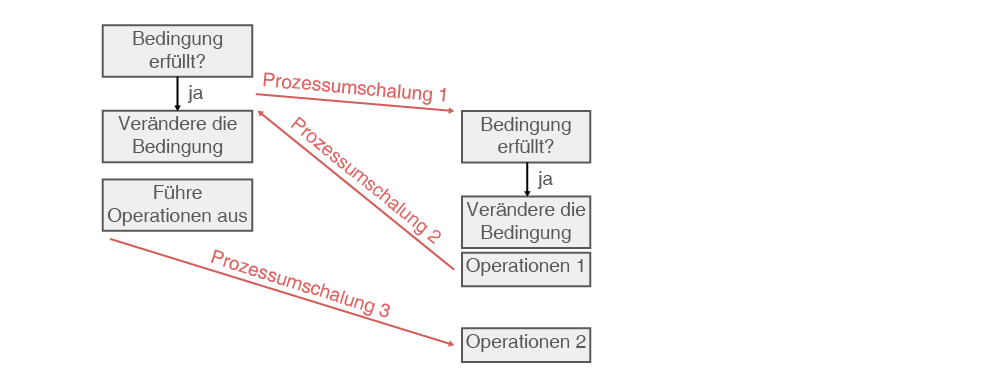 Bedingung
erfüllt?
ja
Verändere die
Bedingung
Führe
Operationen aus
Prozessumschalung 1
Prozessumschalung 2
Prozessumschalung 3
Bedingung
erfüllt?
ja
Verändere die
Bedingung
Operationen 1
Operationen 2